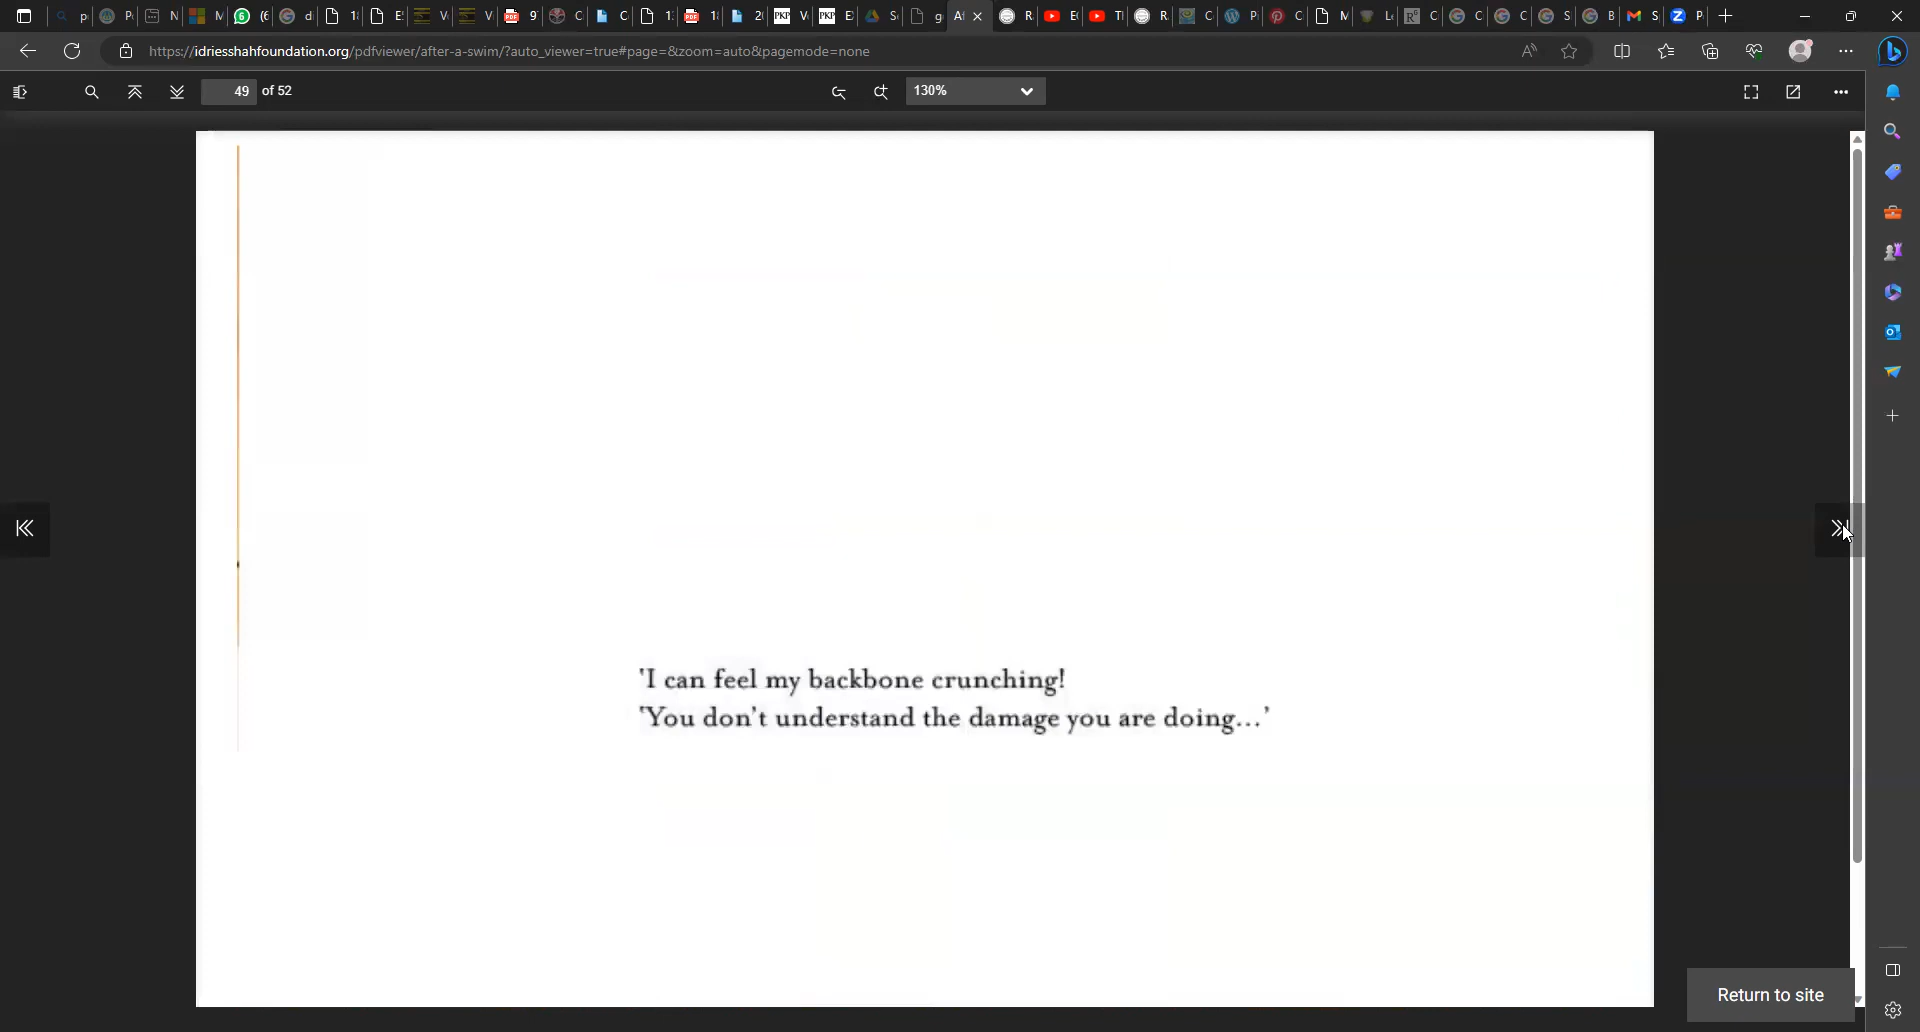 https://idriesshahfoundation.org/pdfviewer/after-a-swim/?auto_viewer=true#page=&zoom=auto&pagemode=none
49 of 52
130%
'I can feel my backbone crunching!
'You don't understand the damage you are doing...'
Return to site